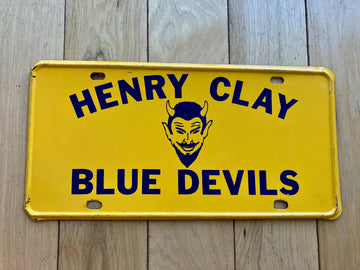 HENRY CLAY
BLUE DEVILS